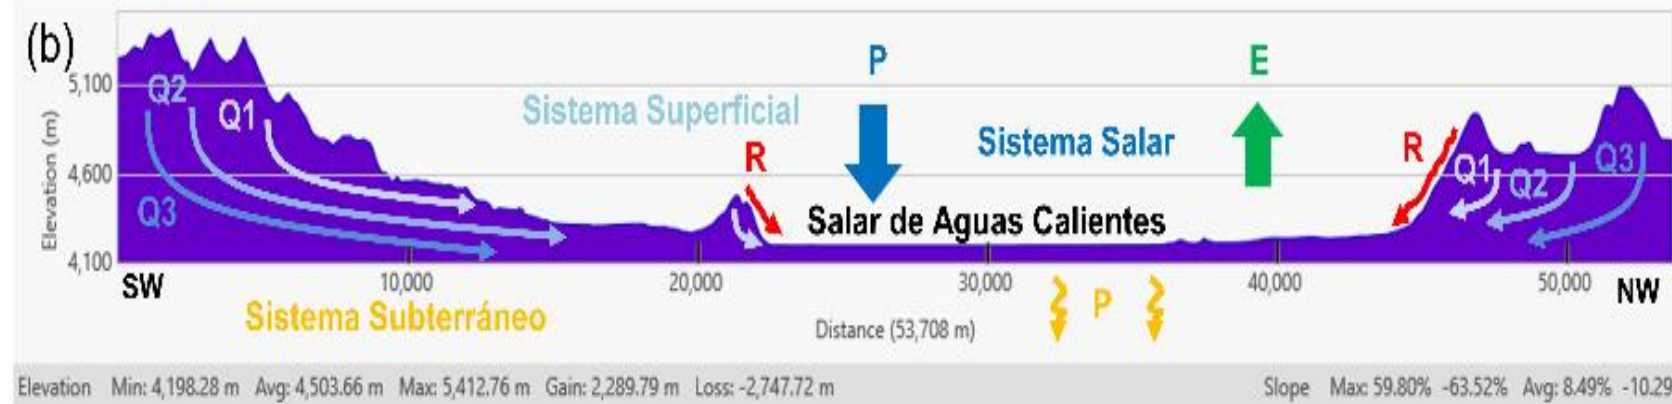 (b)
Elevation (m)
5,100
4,600
4,100
Q2
Q1
Q3
Sistema Superficial
P
Sistema Salar
E
R
R
Salar de Aguas Calientes
Q1
Q2
Q3
SW
10,000
20,000
30,000
40,000
50,000
NW
Sistema Subterráneo
P
Distance (53,708 m)
Elevation Min: 4,198.28 m Avg: 4,503.66 m Max: 5,412.76 m Gain: 2,289.79 m Loss: -2,747.72 m
Slope Max: 59.80% -63.52% Avg: 8.49% -10.29